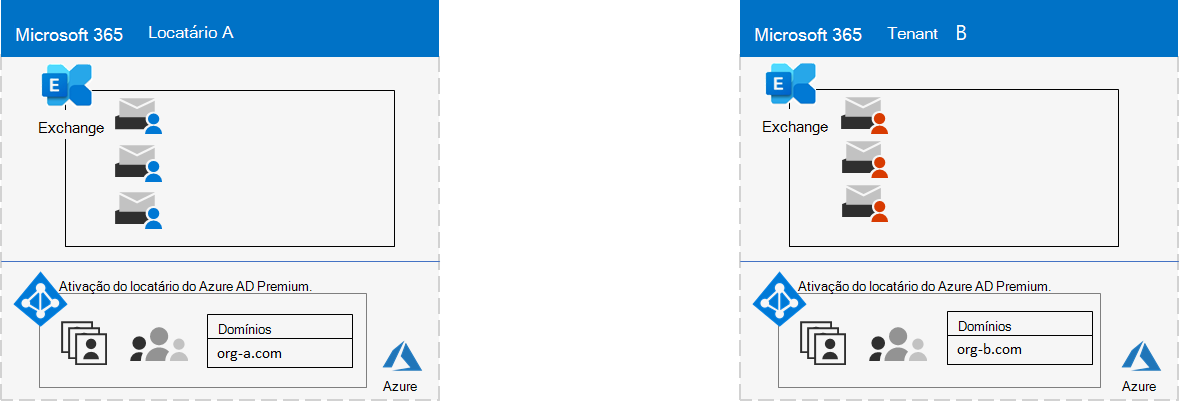 Microsoft 365 Locatário A
E
Exchange
Ativação do locatário do Azure AD Premium.
Domínios
org-a.com
Azure
Microsoft 365 Tenant B
E
Exchange
Ativação do locatário do Azure AD Premium.
Domínios
org-b.com
Azure